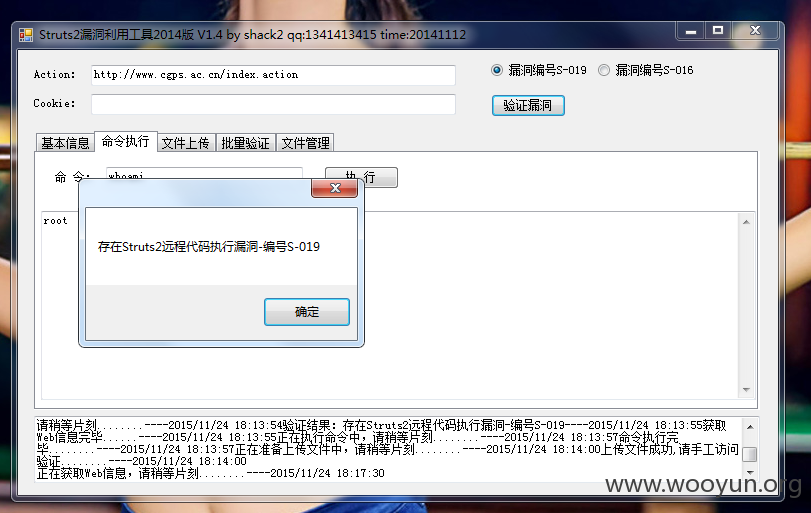 Struts2漏洞利用工具2014版 V1.4 by shack2 qq:1341413415 time:20141112
Action: http://www.cgps.ac.cn/index.action
漏洞编号S-019 漏洞编号S-016
Cookie:
验证漏洞
基本信息 命令执行 文件上传 批量验证 文件管理
命 令: whoami 执 行
root
存在Struts2远程代码执行漏洞-编号S-019
确定
请稍等片刻........----2015/11/24 18:13:54验证结果: 存在Struts2远程代码执行漏洞-编号S-019----2015/11/24 18:13:55获取
Web信息完毕........----2015/11/24 18:13:55正在执行命令中，请稍等片刻........----2015/11/24 18:13:57命令执行完
毕........----2015/11/24 18:13:57正在准备上传文件中，请稍等片刻........----2015/11/24 18:14:00上传文件成功,请手工访问
验证........----2015/11/24 18:14:00
正在获取Web信息，请稍等片刻........----2015/11/24 18:17:30
www.wooyun.org